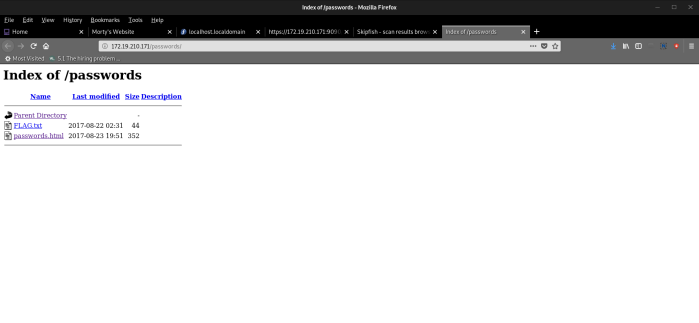 Index of /passwords - Mozilla Firefox
File Edit View History Bookmarks Tools Help
Home Morty's Website localhost.localdomain https://172.19.210.171:909 Skipfish - scan results brow Index of /passwords
172.19.210.171/passwords/
Most Visited 5.1 The hiring problem ...
Index of /passwords
Name Last modified Size Description
Parent Directory -
FLAG.txt 2017-08-22 02:31 44
passwords.html 2017-08-23 19:51 352